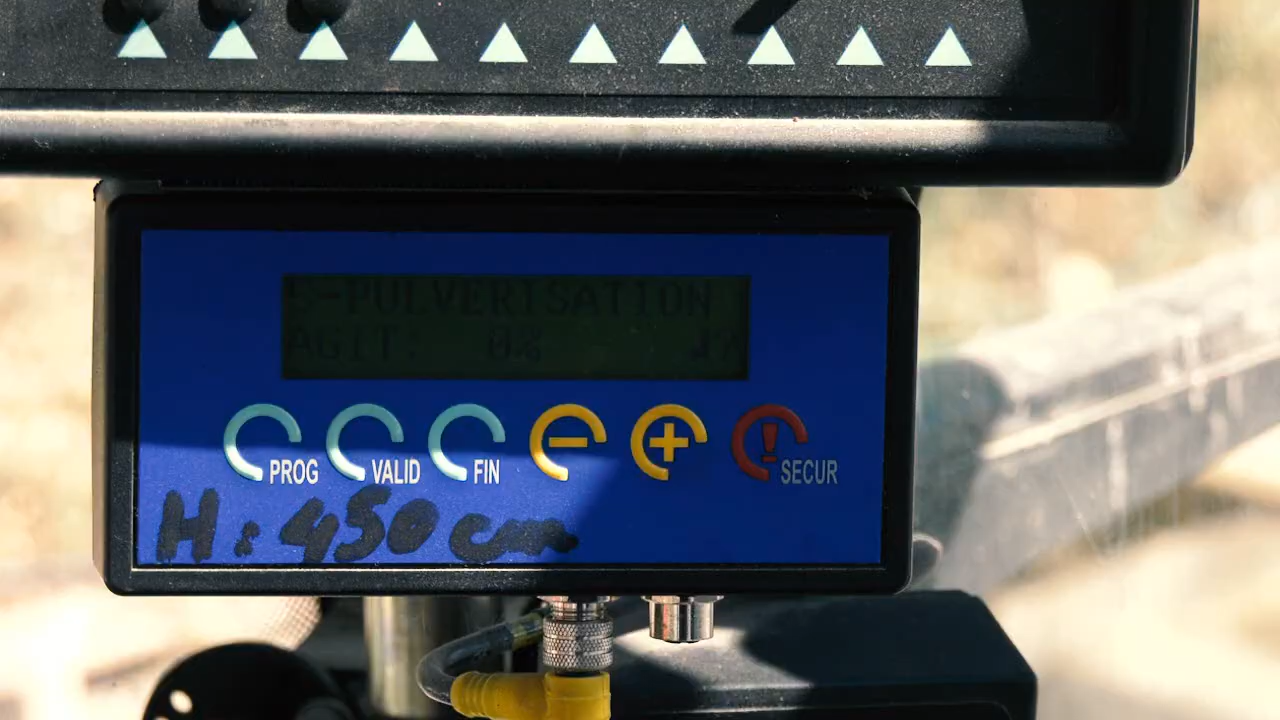 S-PULVERISATION
AGIT: 0%
PROG VALID FIN - + ! SECUR
H: 450 cm